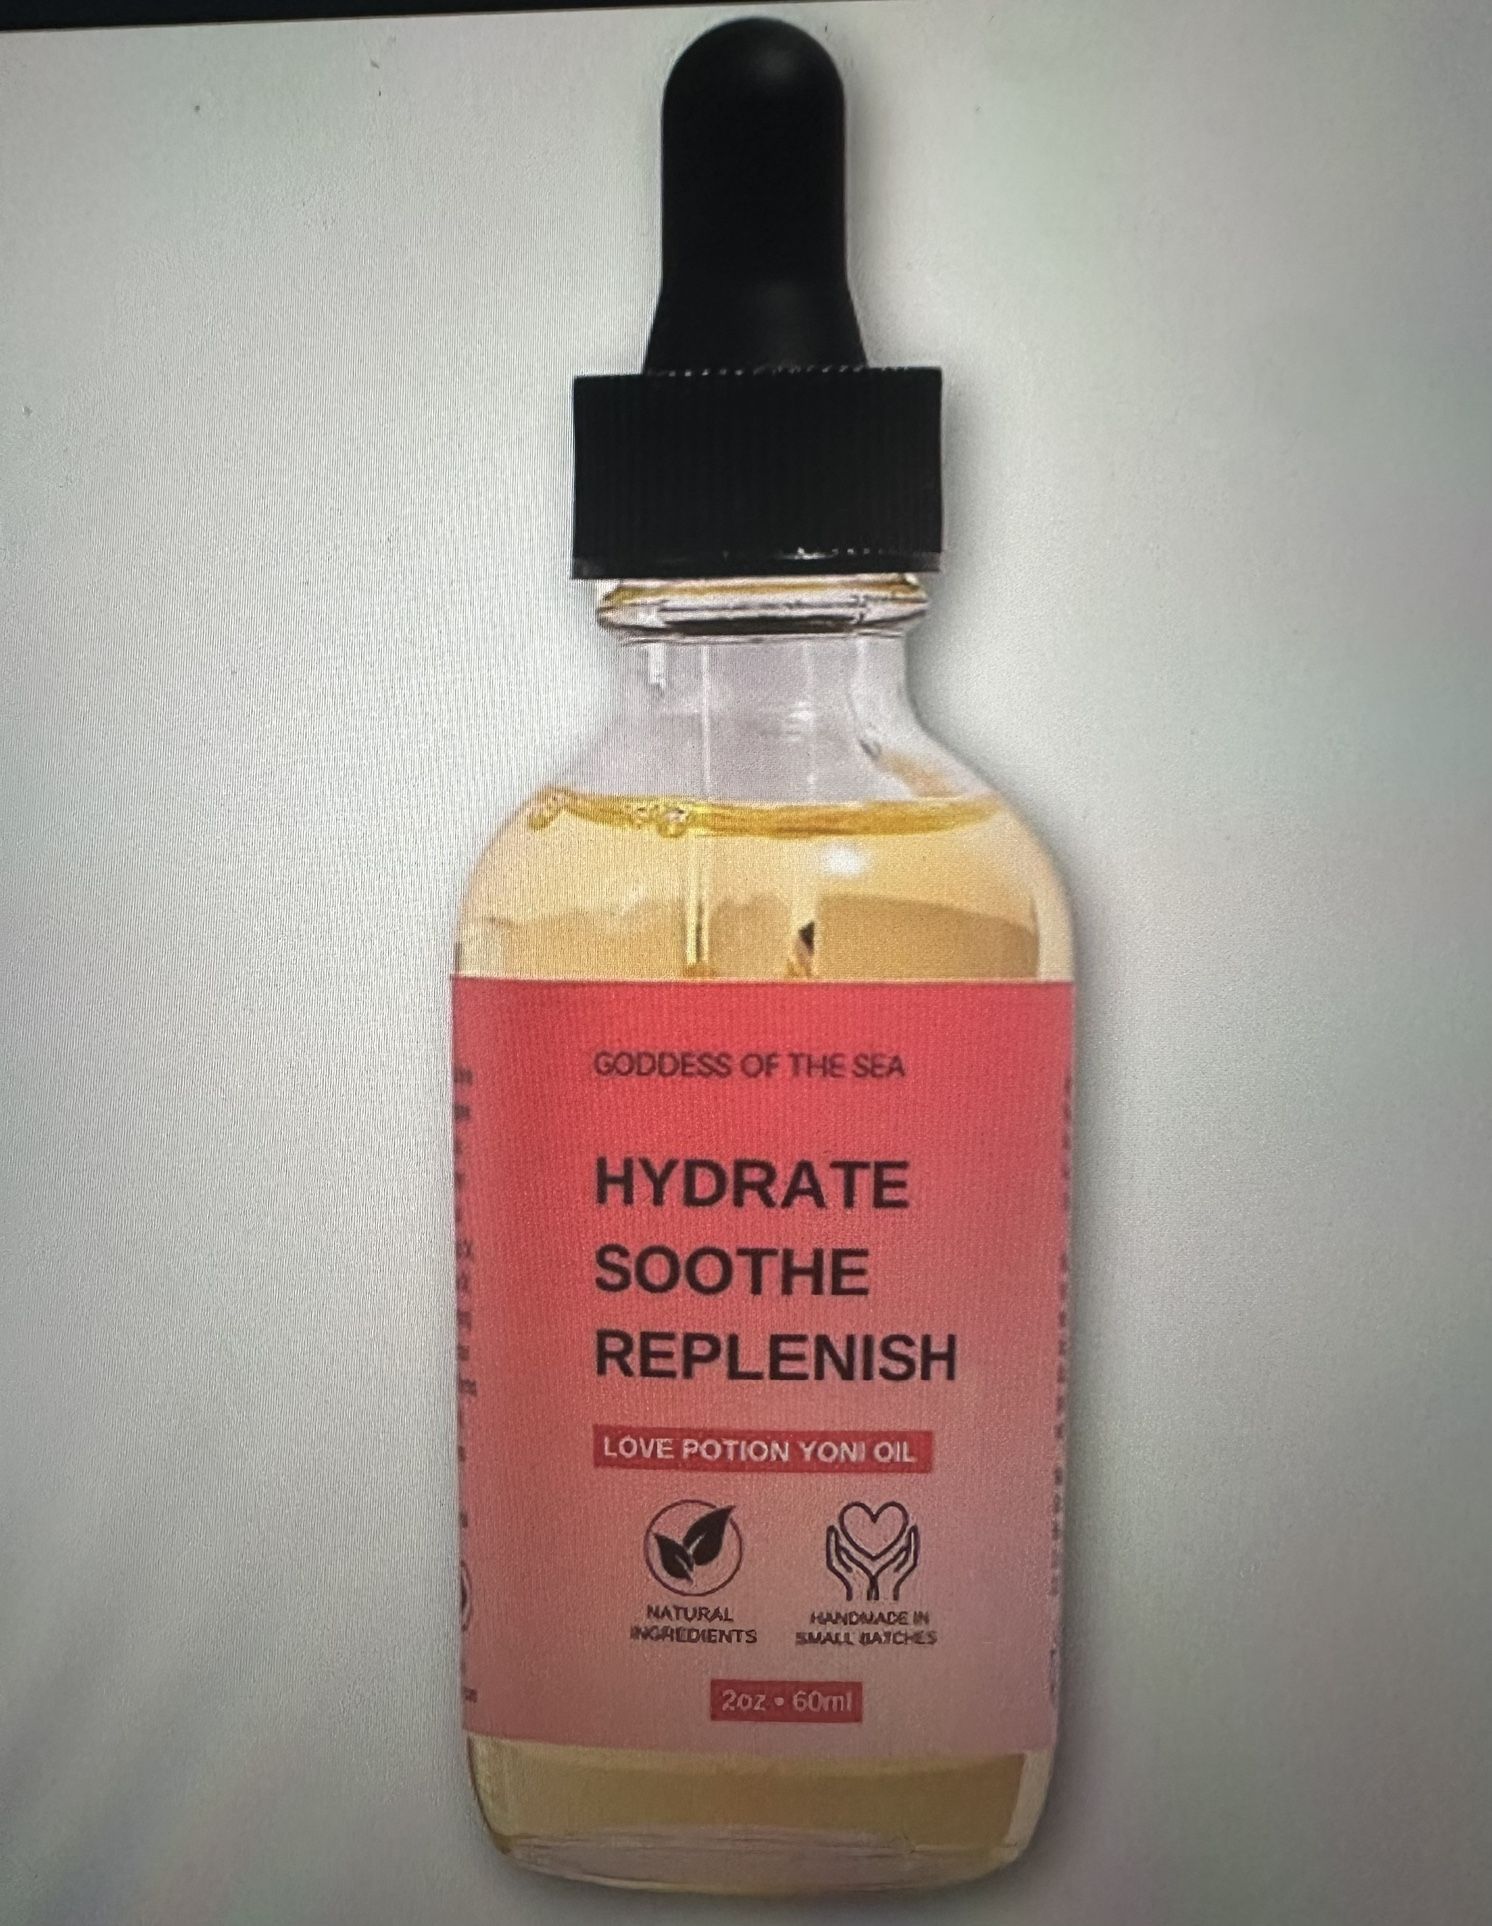 GODDESS OF THE SEA
HYDRATE
SOOTHE
REPLENISH
LOVE POTION YONI OIL
NATURAL
INGREDIENTS
HANDMADE IN
SMALL BATCHES
2oz • 60ml